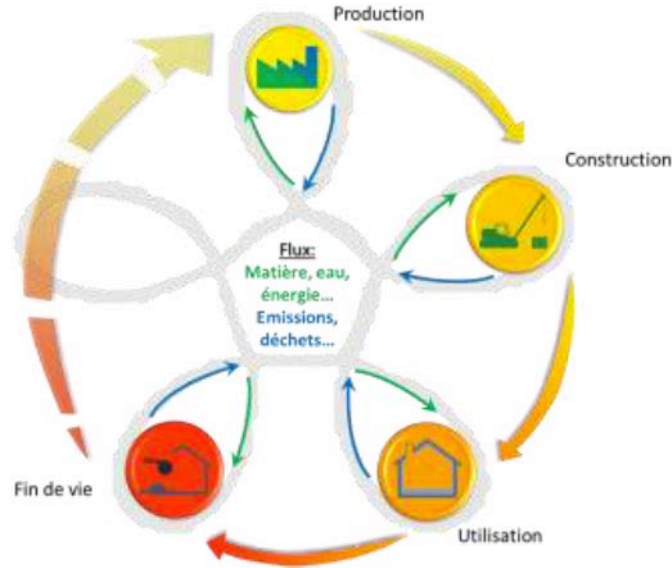 Production
Construction
Flux:
Matière, eau,
énergie...
Emissions,
déchets...
Fin de vie
Utilisation